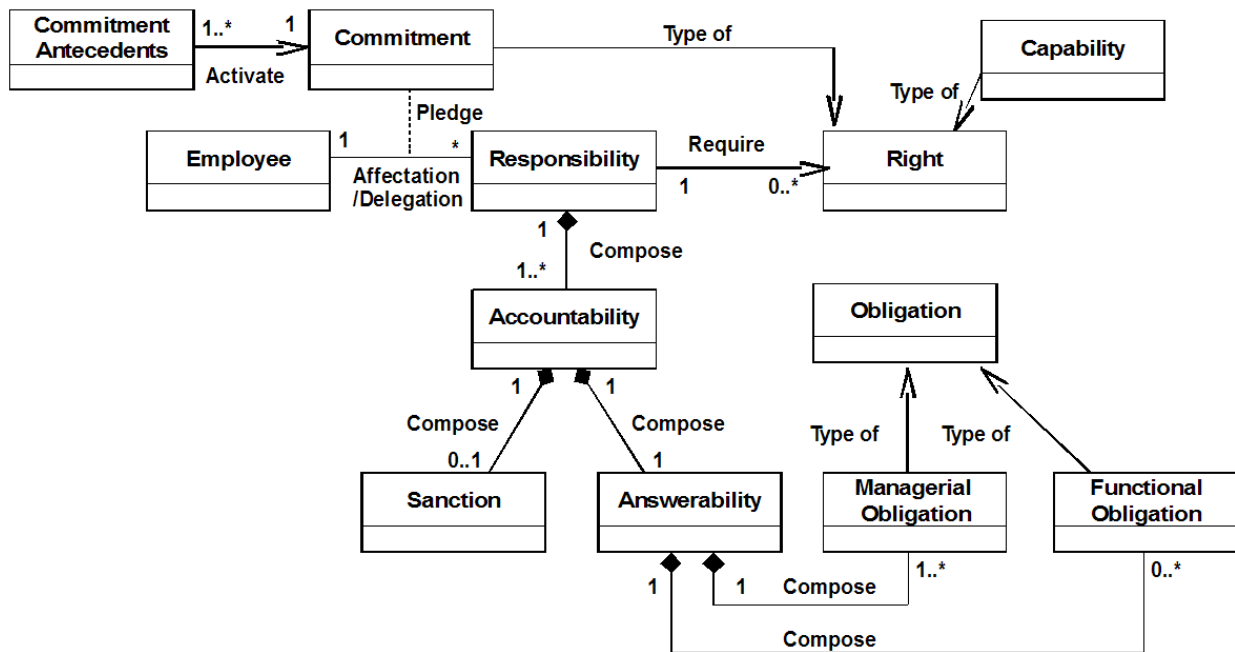 Commitment
Antecedents
1..*
1
Activate
Commitment
Type of
Capability
Type of
Pledge
Employee
1
*
Affectation
/Delegation
Responsibility
Require
1
0..*
Right
1
Compose
1..*
Accountability
Obligation
1
1
Compose
Compose
0..1
1
Type of
Type of
Sanction
Answerability
Managerial
Obligation
Functional
Obligation
1
1
Compose
1..*
0..*
Compose